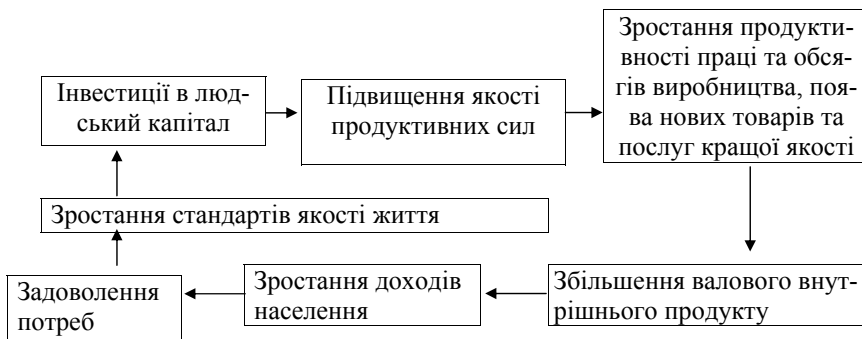 Інвестиції в люд-
ський капітал
Підвищення якості
продуктивних сил
Зростання продукти-
вності праці та обся-
гів виробництва, поя-
ва нових товарів та
послуг кращої якості
Зростання стандартів якості життя
Задоволення
потреб
Зростання доходів
населення
Збільшення валового внут-
рішнього продукту